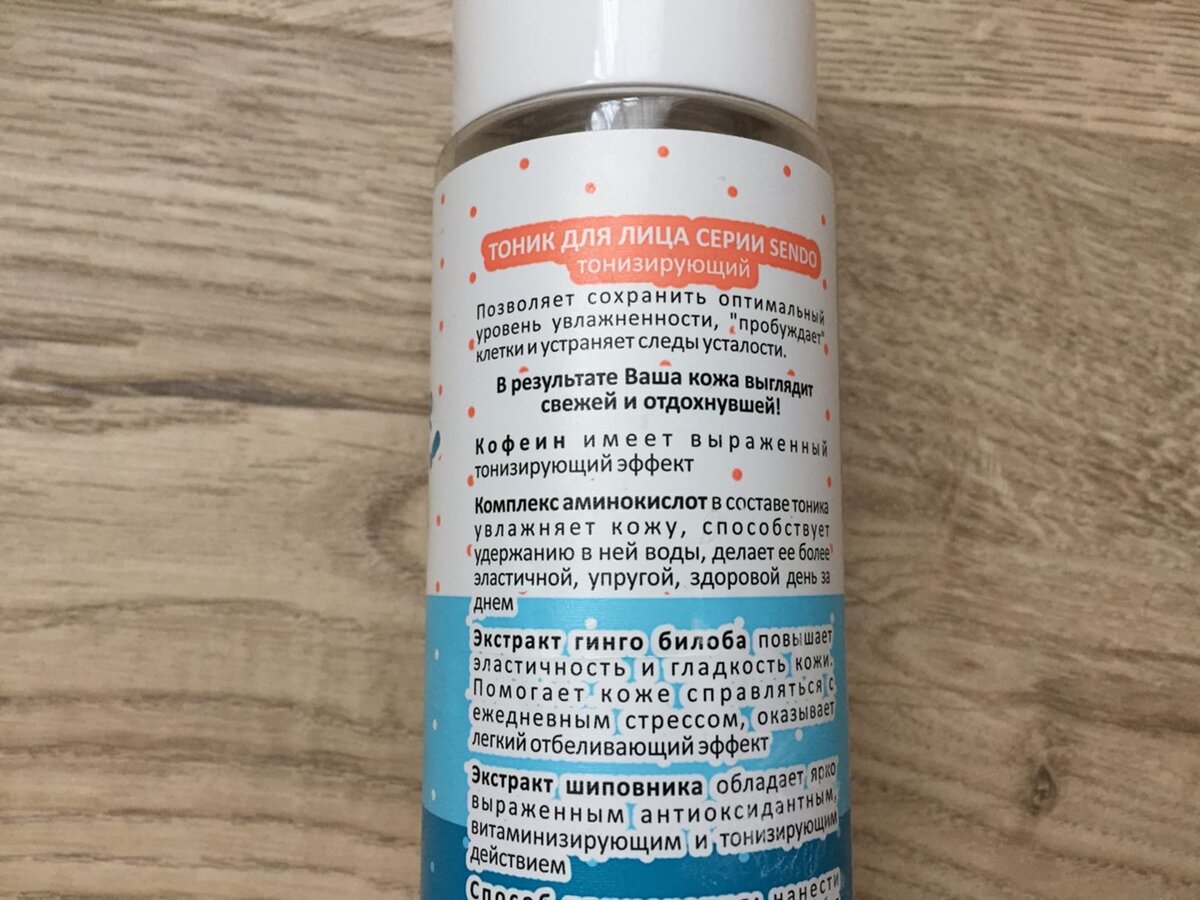 ТОНИК ДЛЯ ЛИЦА СЕРИИ SENDO
тонизирующий
Позволяет сохранить оптимальный
уровень увлажненности, "пробуждает"
клетки и устраняет следы усталости.
В результате Ваша кожа выглядит
свежей и отдохнувшей!
Кофеин имеет выраженный
тонизирующий эффект
Комплекс аминокислот в составе тоника
увлажняет кожу, способствует
удержанию в ней воды, делает ее более
эластичной, упругой, здоровой день за
днем
Экстракт гинго билоба повышает
эластичность и гладкость кожи.
Помогает коже справляться с
ежедневным стрессом, оказывает
легкий отбеливающий эффект
Экстракт шиповника обладает ярко
выраженным антиоксидантным,
витаминизирующим и тонизирующим
действием
Способ нанести